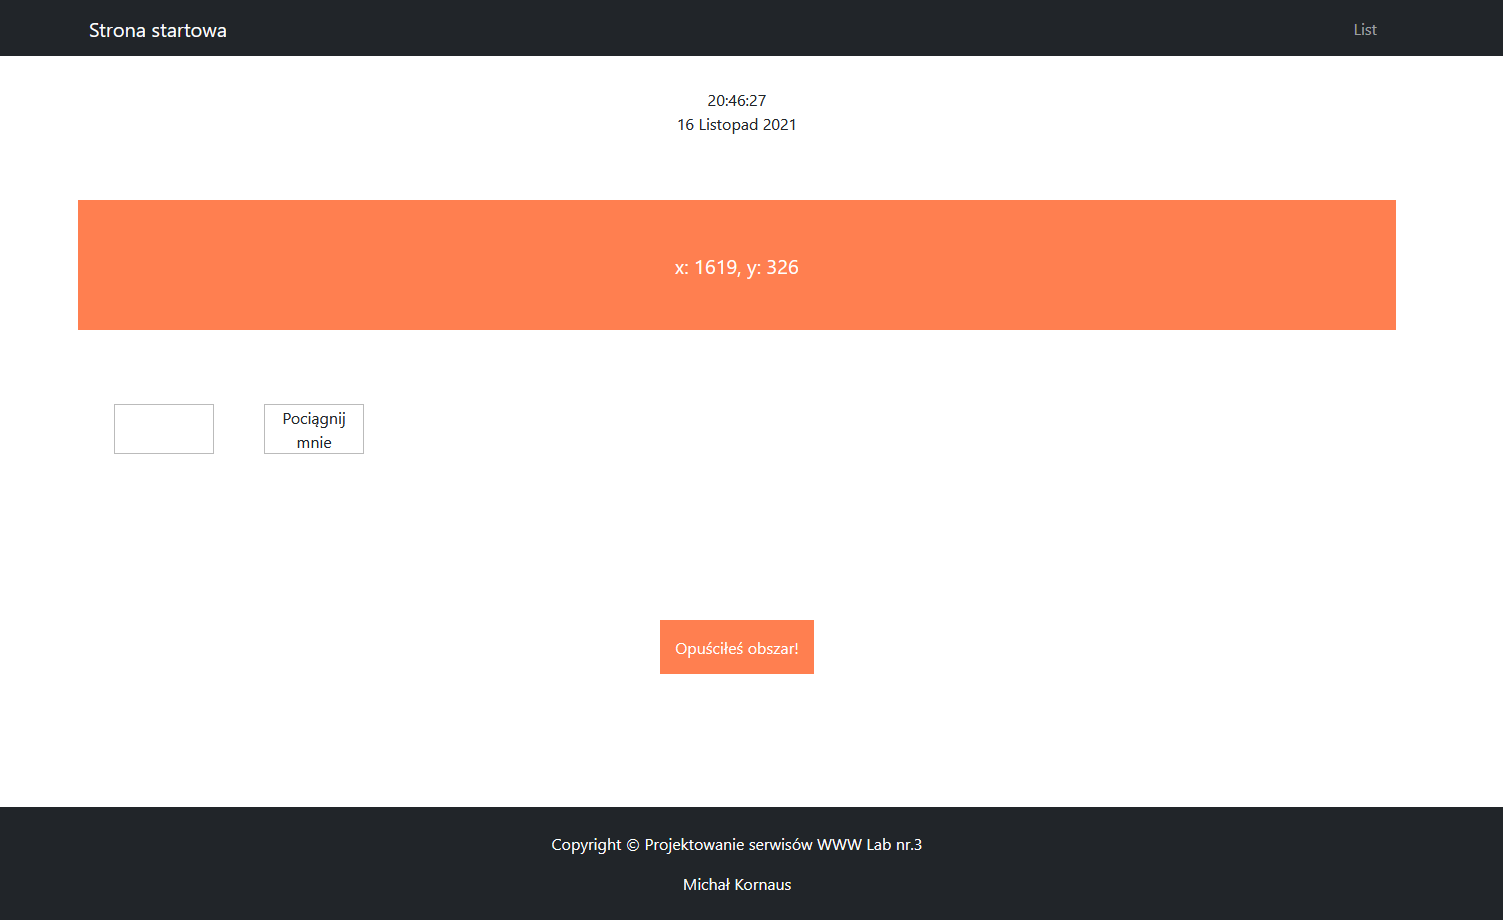 Strona startowa
List
20:46:27
16 Listopad 2021
x: 1619, y: 326
Pociągnij
mnie
Opuściłeś obszar!
Copyright © Projektowanie serwisów WWW Lab nr.3
Michał Kornaus